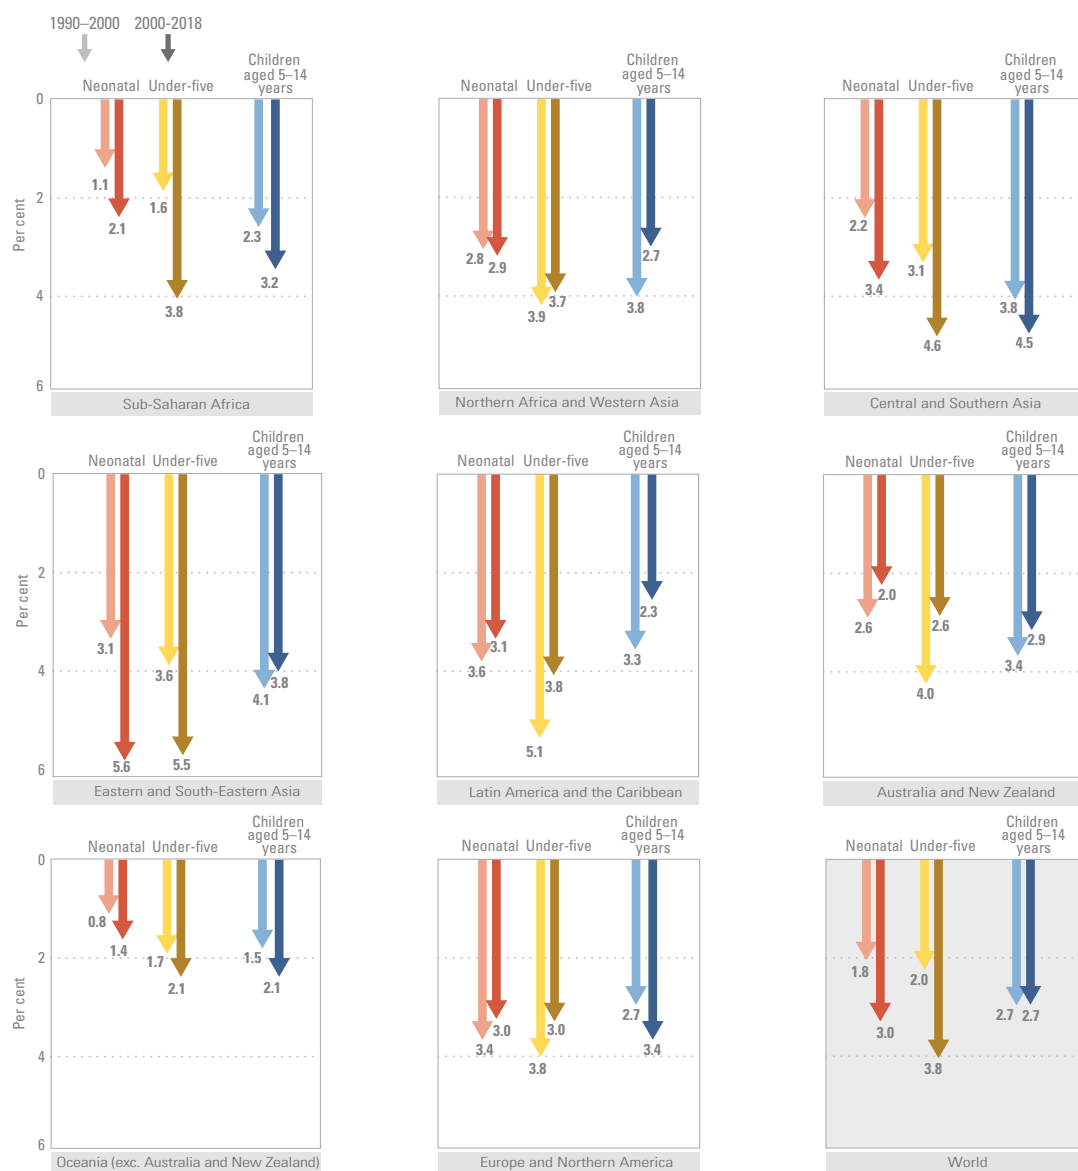 1990–2000 2000-2018
Neonatal Under-five Children aged 5–14 years
Neonatal Under-five Children aged 5–14 years
Neonatal Under-five Children aged 5–14 years
Per cent
0
2
4
6
1.1 2.1 1.6 3.8 2.3 3.2
2.8 2.9 3.9 3.7 3.8 2.7
2.2 3.4 3.1 4.6 3.8 4.5
Sub-Saharan Africa
Northern Africa and Western Asia
Central and Southern Asia
Neonatal Under-five Children aged 5–14 years
Neonatal Under-five Children aged 5–14 years
Neonatal Under-five Children aged 5–14 years
Per cent
0
2
4
6
3.1 5.6 3.6 5.5 4.1 3.8
3.6 3.1 5.1 3.8 3.3 2.3
2.6 2.0 4.0 2.6 3.4 2.9
Eastern and South-Eastern Asia
Latin America and the Caribbean
Australia and New Zealand
Neonatal Under-five Children aged 5–14 years
Neonatal Under-five Children aged 5–14 years
Neonatal Under-five Children aged 5–14 years
Per cent
0
2
4
6
0.8 1.4 1.7 2.1 1.5 2.1
3.4 3.0 3.8 3.0 2.7 3.4
1.8 3.0 2.0 3.8 2.7 2.7
Oceania (exc. Australia and New Zealand)
Europe and Northern America
World